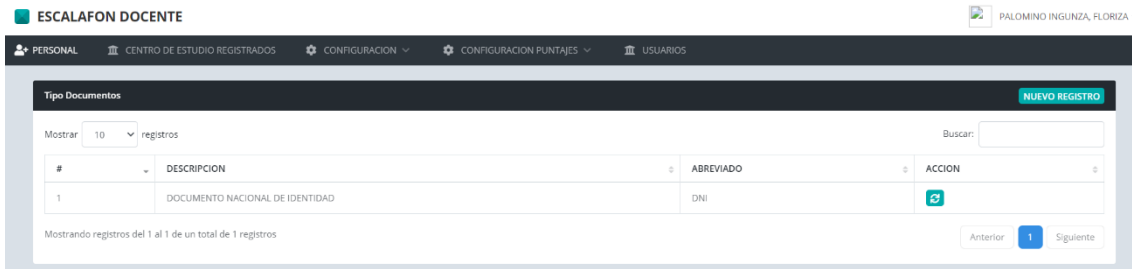 ESCALAFON DOCENTE
PALOMINO INGUNZA, FLORIZA
PERSONAL CENTRO DE ESTUDIO REGISTRADOS CONFIGURACION CONFIGURACION PUNTAJES USUARIOS
Tipo Documentos NUEVO REGISTRO
Mostrar 10 registros Buscar:
# DESCRIPCION ABREVIADO ACCION
1 DOCUMENTO NACIONAL DE IDENTIDAD DNI
Mostrando registros del 1 al 1 de un total de 1 registros Anterior 1 Siguiente